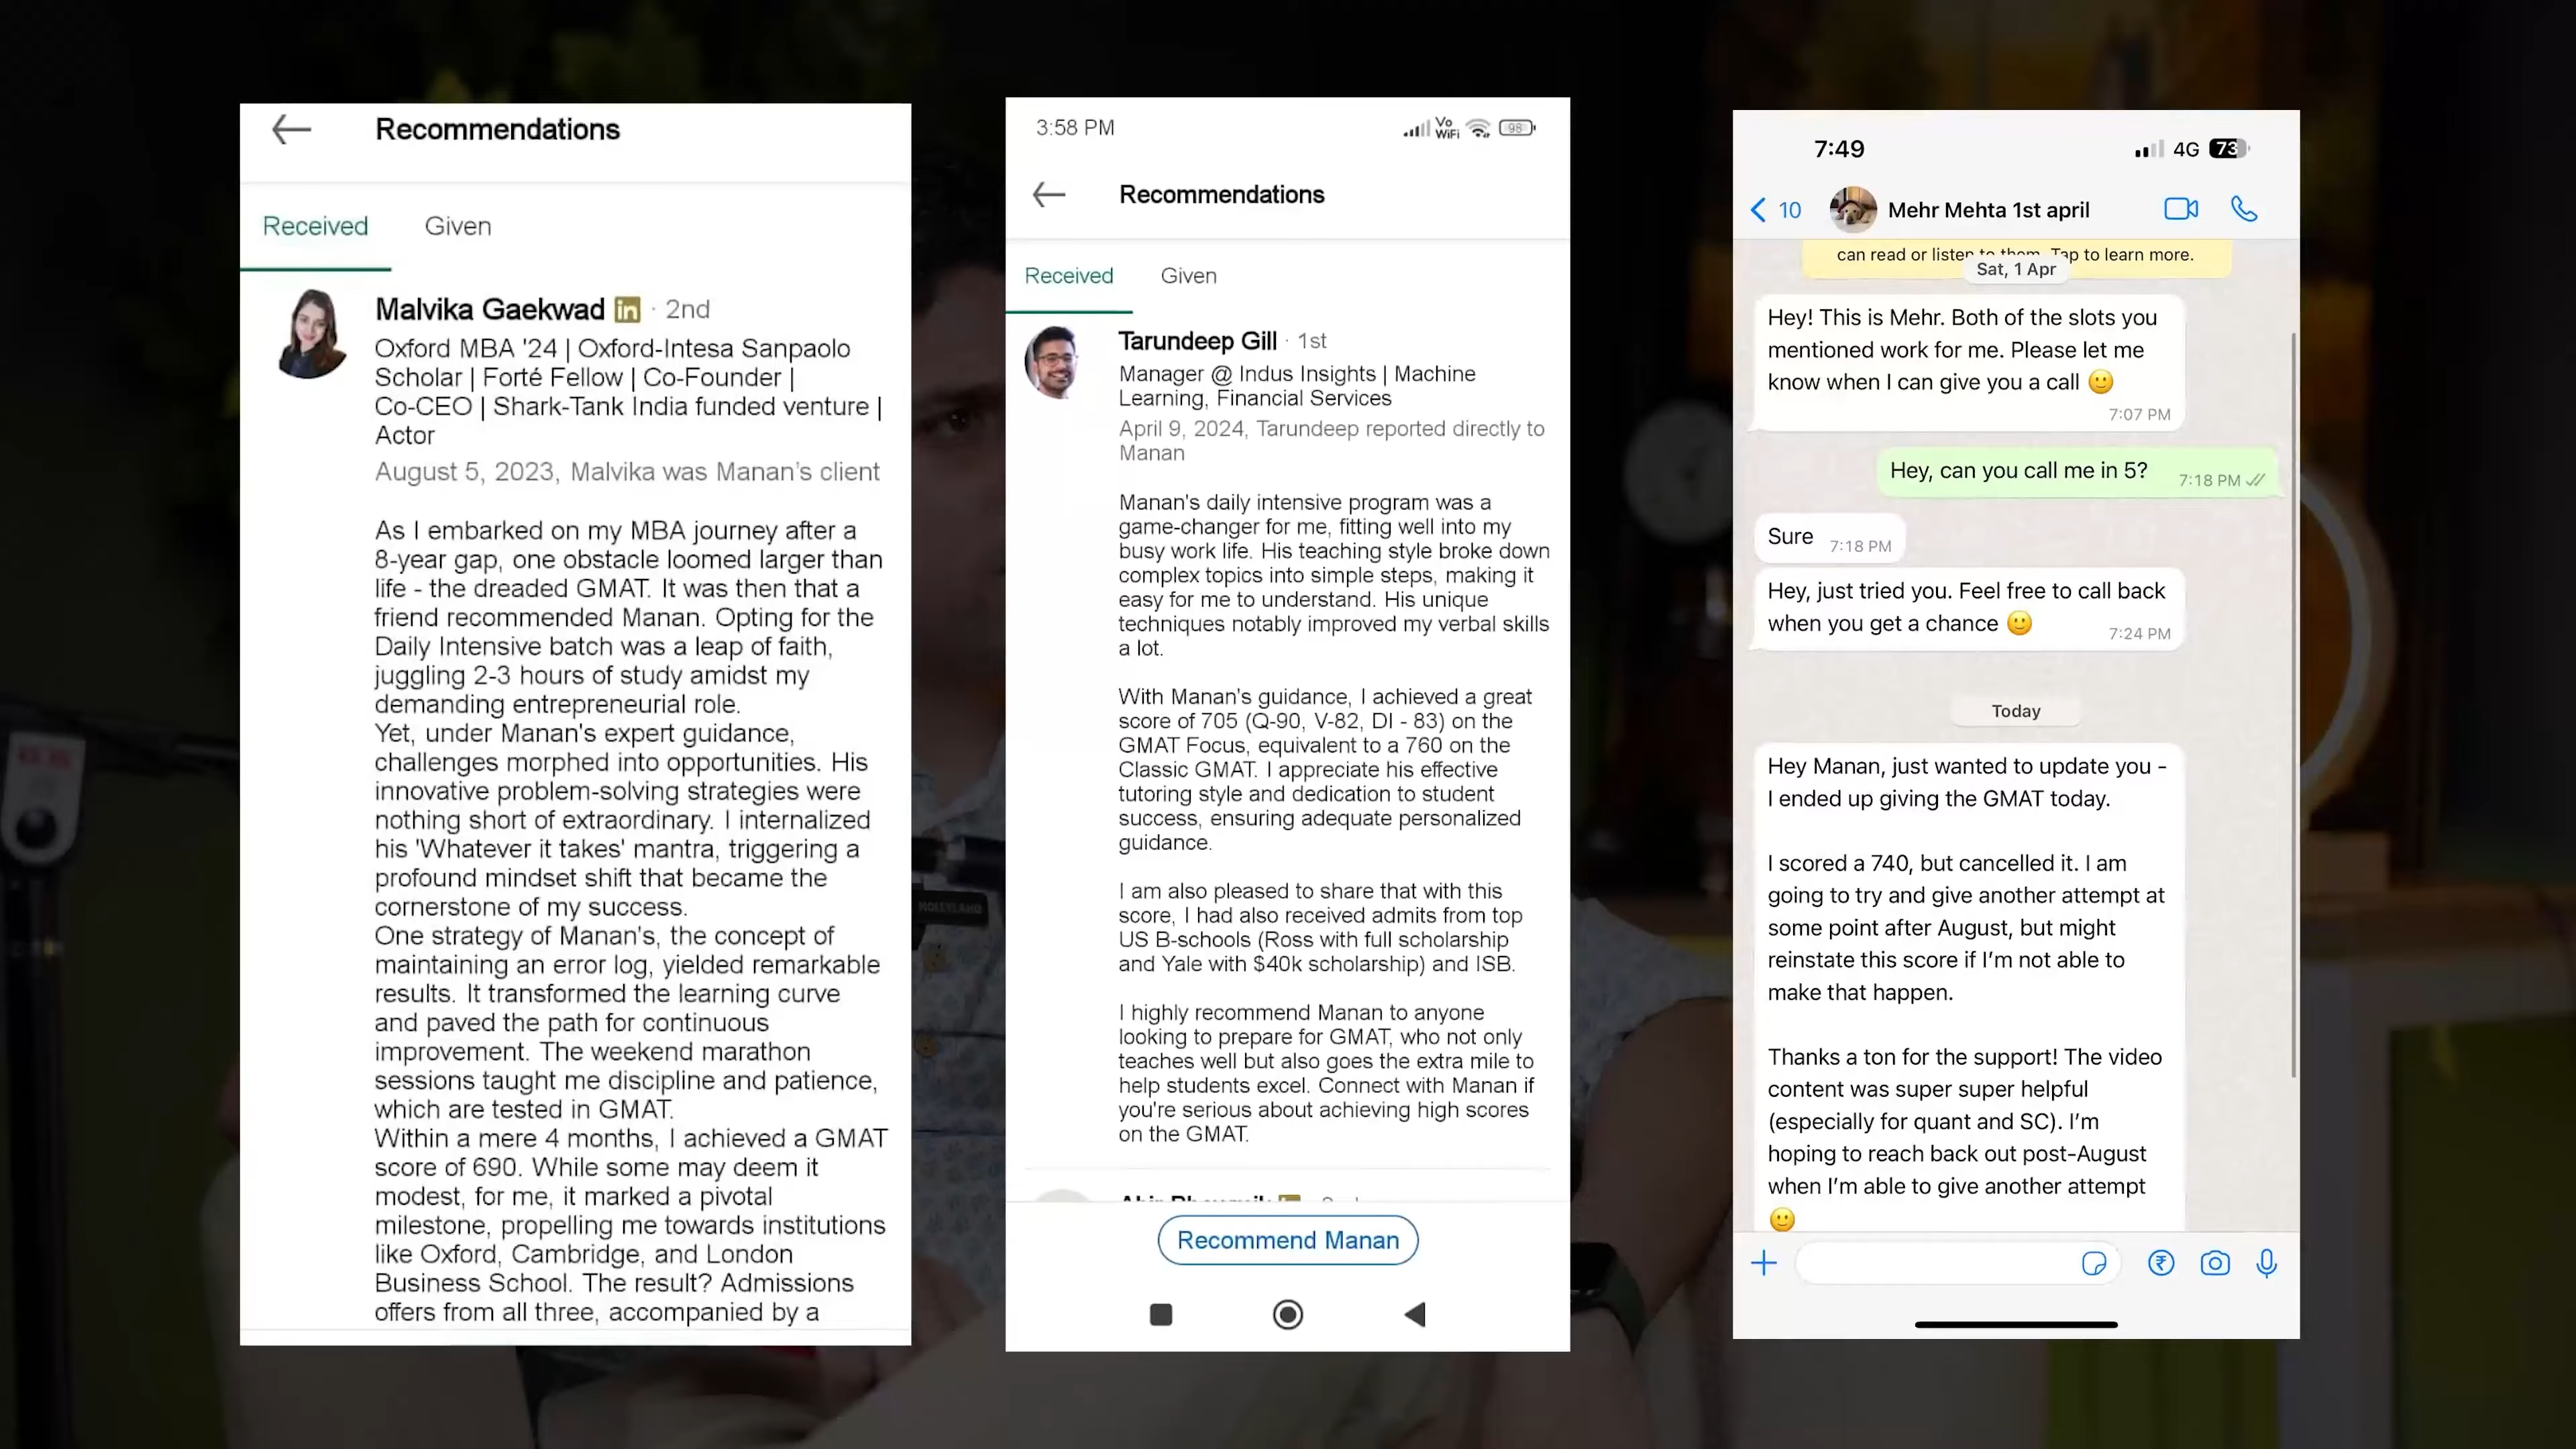 Recommendations
Received Given
Malvika Gaekwad in · 2nd
Oxford MBA '24 | Oxford-Intesa Sanpaolo
Scholar | Forté Fellow | Co-Founder |
Co-CEO | Shark-Tank India funded venture |
Actor
August 5, 2023, Malvika was Manan's client
As I embarked on my MBA journey after a
8-year gap, one obstacle loomed larger than
life - the dreaded GMAT. It was then that a
friend recommended Manan. Opting for the
Daily Intensive batch was a leap of faith,
juggling 2-3 hours of study amidst my
demanding entrepreneurial role.
Yet, under Manan's expert guidance,
challenges morphed into opportunities. His
innovative problem-solving strategies were
nothing short of extraordinary. I internalized
his 'Whatever it takes' mantra, triggering a
profound mindset shift that became the
cornerstone of my success.
One strategy of Manan's, the concept of
maintaining an error log, yielded remarkable
results. It transformed the learning curve
and paved the path for continuous
improvement. The weekend marathon
sessions taught me discipline and patience,
which are tested in GMAT.
Within a mere 4 months, I achieved a GMAT
score of 690. While some may deem it
modest, for me, it marked a pivotal
milestone, propelling me towards institutions
like Oxford, Cambridge, and London
Business School. The result? Admissions
offers from all three, accompanied by a
3:58 PM Vo WiFi 98
Recommendations
Received Given
Tarundeep Gill · 1st
Manager @ Indus Insights | Machine
Learning, Financial Services
April 9, 2024, Tarundeep reported directly to
Manan
Manan's daily intensive program was a
game-changer for me, fitting well into my
busy work life. His teaching style broke down
complex topics into simple steps, making it
easy for me to understand. His unique
techniques notably improved my verbal skills
a lot.
With Manan's guidance, I achieved a great
score of 705 (Q-90, V-82, DI - 83) on the
GMAT Focus, equivalent to a 760 on the
Classic GMAT. I appreciate his effective
tutoring style and dedication to student
success, ensuring adequate personalized
guidance.
I am also pleased to share that with this
score, I had also received admits from top
US B-schools (Ross with full scholarship
and Yale with $40k scholarship) and ISB.
I highly recommend Manan to anyone
looking to prepare for GMAT, who not only
teaches well but also goes the extra mile to
help students excel. Connect with Manan if
you're serious about achieving high scores
on the GMAT.
Recommend Manan
7:49 4G 73
10 Mehr Mehta 1st april
can read or listen to them. Tap to learn more.
Sat, 1 Apr
Hey! This is Mehr. Both of the slots you
mentioned work for me. Please let me
know when I can give you a call 🙂
7:07 PM
Hey, can you call me in 5? 7:18 PM
Sure 7:18 PM
Hey, just tried you. Feel free to call back
when you get a chance 🙂 7:24 PM
Today
Hey Manan, just wanted to update you -
I ended up giving the GMAT today.
I scored a 740, but cancelled it. I am
going to try and give another attempt at
some point after August, but might
reinstate this score if I'm not able to
make that happen.
Thanks a ton for the support! The video
content was super super helpful
(especially for quant and SC). I'm
hoping to reach back out post-August
when I'm able to give another attempt
🙂
HOLLYLAND